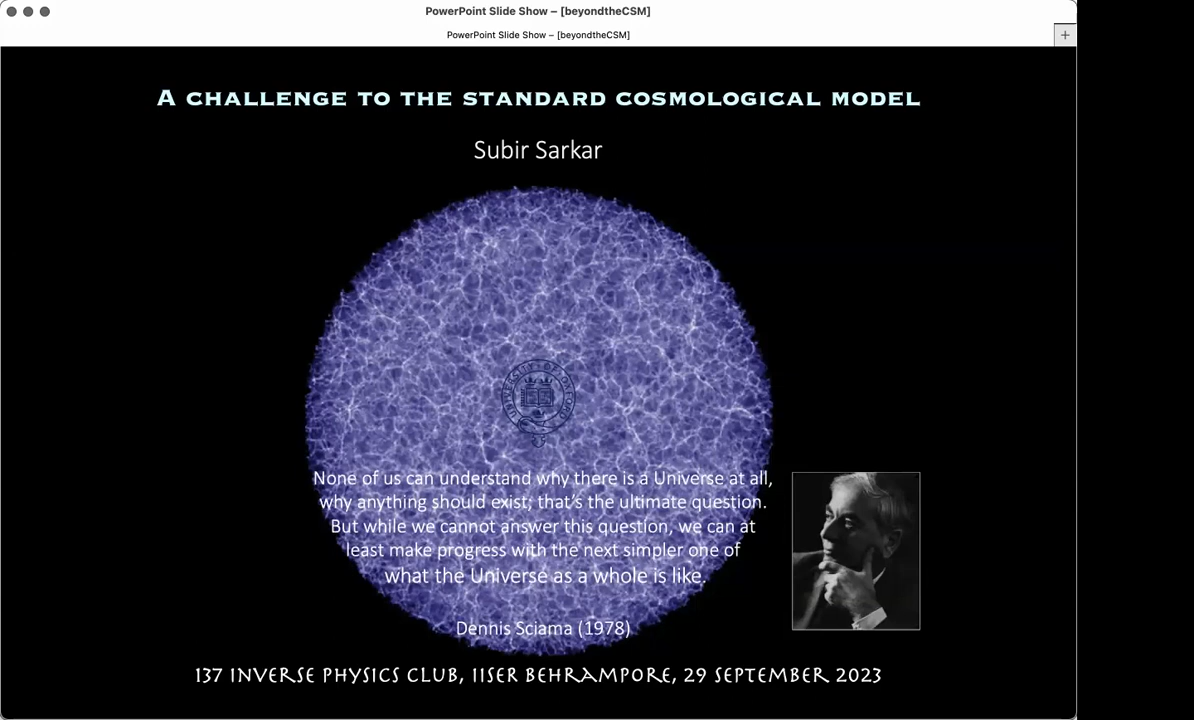 PowerPoint Slide Show – [beyondtheCSM]
PowerPoint Slide Show – [beyondtheCSM]
+
A CHALLENGE TO THE STANDARD COSMOLOGICAL MODEL
Subir Sarkar
UNIVERSITY OF OXFORD
None of us can understand why there is a Universe at all,
why anything should exist; that’s the ultimate question.
But while we cannot answer this question, we can at
least make progress with the next simpler one of
what the Universe as a whole is like.
Dennis Sciama (1978)
137 INVERSE PHYSICS CLUB, IISER BEHRAMPORE, 29 SEPTEMBER 2023